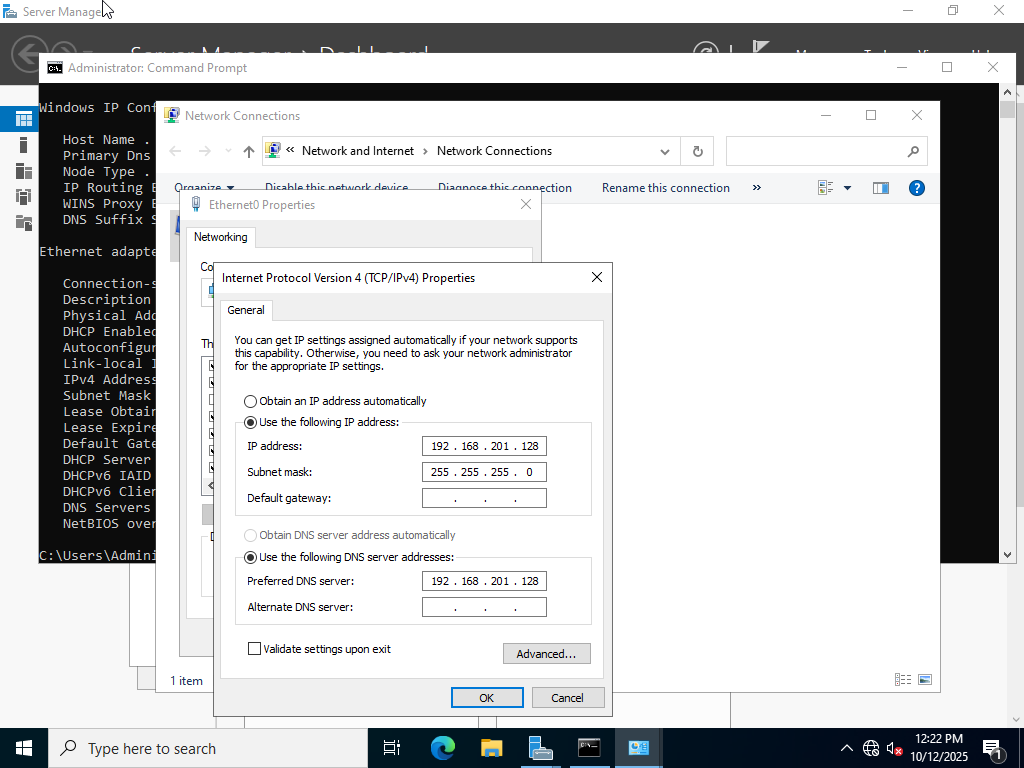 Server Manage
Administrator: Command Prompt
Windows IP Con
Host Name .
Primary Dns
Node Type .
IP Routing E
WINS Proxy E
DNS Suffix S
Ethernet adapte
Connection-s
Description
Physical Add
DHCP Enabled
Autoconfigur
Link-local I
IPv4 Address
Subnet Mask
Lease Obtain
Lease Expire
Default Gate
DHCP Server
DHCPv6 IAID
DHCPv6 Clien
DNS Servers
NetBIOS over
C:\Users\Admini
Network Connections
« Network and Internet › Network Connections
Organize Disable this network device Diagnose this connection Rename this connection »
Ethernet0 Properties
Networking
Internet Protocol Version 4 (TCP/IPv4) Properties
General
You can get IP settings assigned automatically if your network supports
this capability. Otherwise, you need to ask your network administrator
for the appropriate IP settings.
Obtain an IP address automatically
Use the following IP address:
IP address: 192 . 168 . 201 . 128
Subnet mask: 255 . 255 . 255 . 0
Default gateway: . . .
Obtain DNS server address automatically
Use the following DNS server addresses:
Preferred DNS server: 192 . 168 . 201 . 128
Alternate DNS server: . . .
Validate settings upon exit
Advanced...
OK Cancel
1 item
Type here to search
12:22 PM
10/12/2025
1